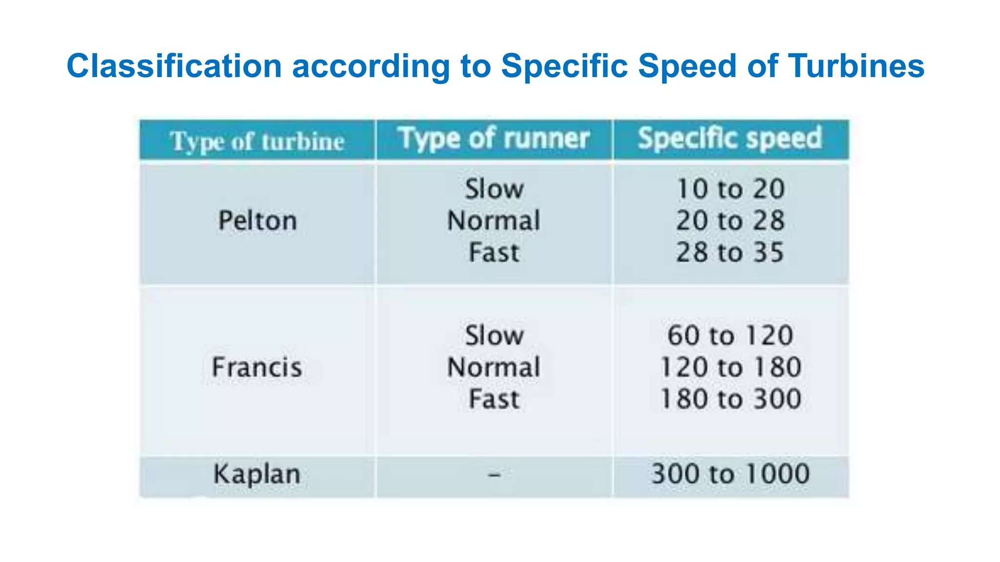 Classification according to Specific Speed of Turbines
Type of turbine Type of runner Specific speed
Pelton
Slow 10 to 20
Normal 20 to 28
Fast 28 to 35
Francis
Slow 60 to 120
Normal 120 to 180
Fast 180 to 300
Kaplan - 300 to 1000